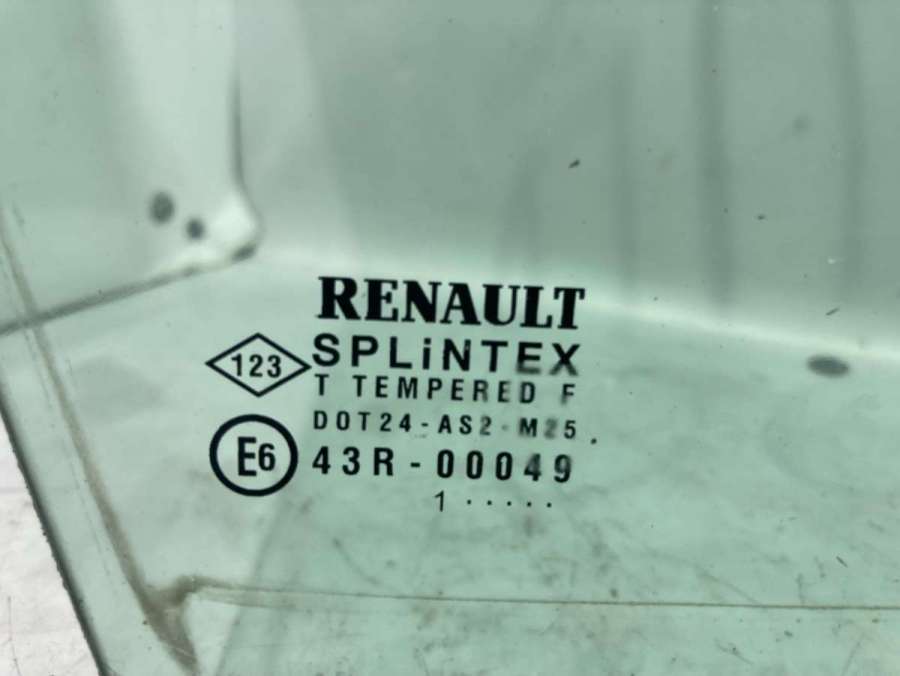 RENAULT
123 SPLiNTEX
T TEMPERED F
DOT24-AS2-M25.
E6 43R-00049
1 ·····